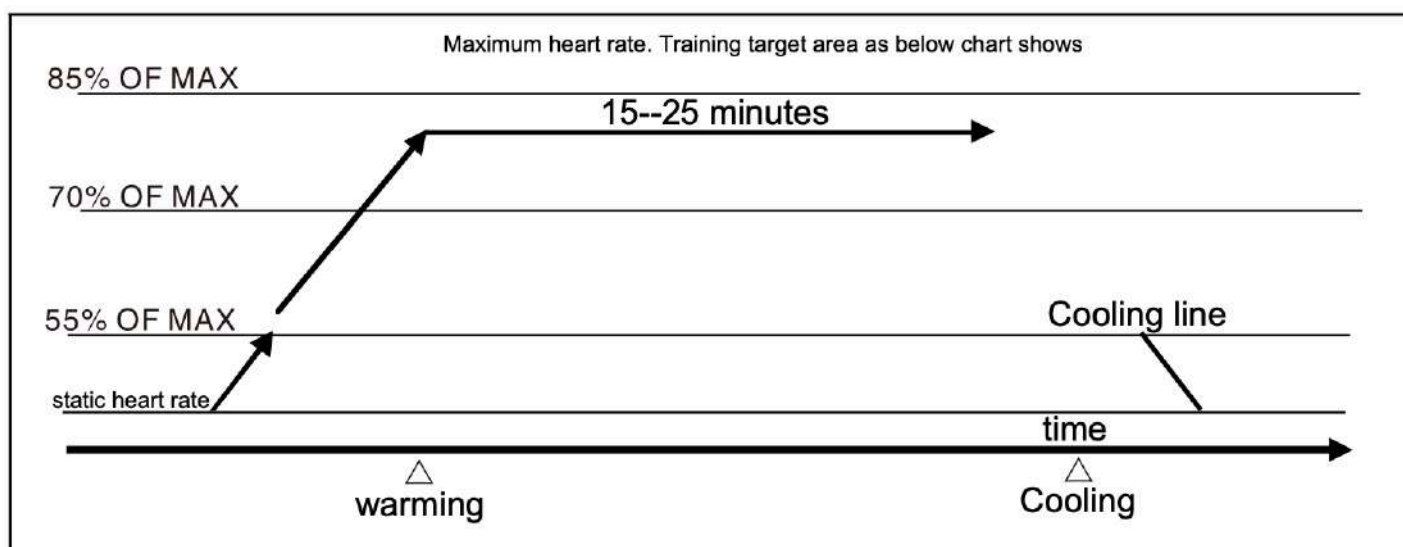 Maximum heart rate. Training target area as below chart shows
85% OF MAX
15--25 minutes
70% OF MAX
55% OF MAX
Cooling line
static heart rate
time
warming
Cooling